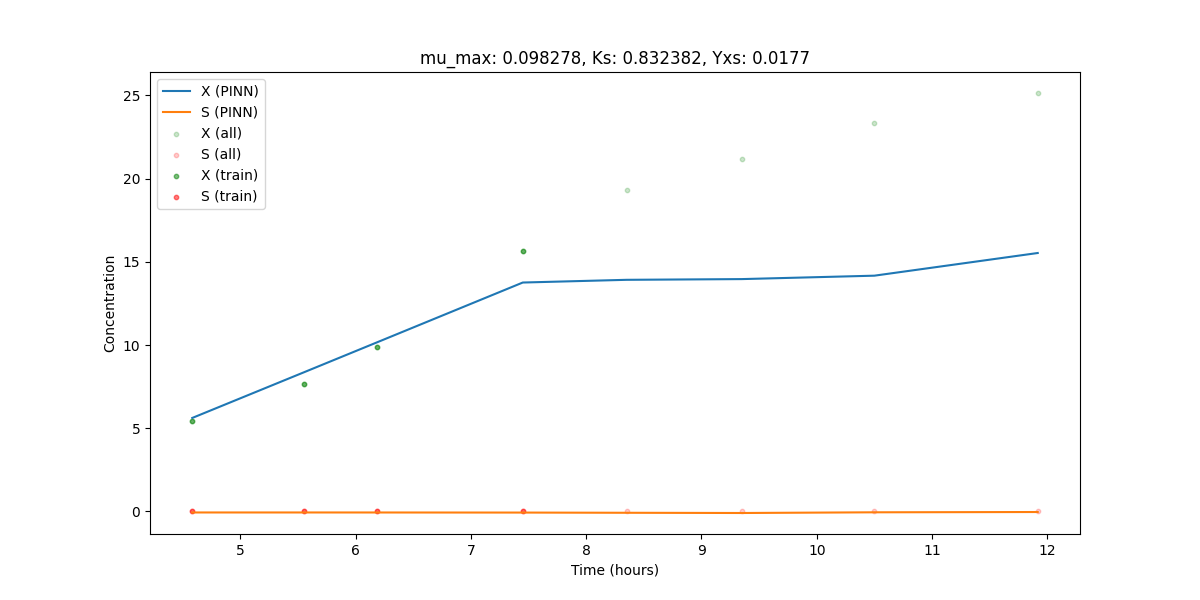 mu_max: 0.098278, Ks: 0.832382, Yxs: 0.0177
X (PINN)
S (PINN)
X (all)
S (all)
X (train)
S (train)
25
20
15
10
5
0
Concentration
5 6 7 8 9 10 11 12
Time (hours)